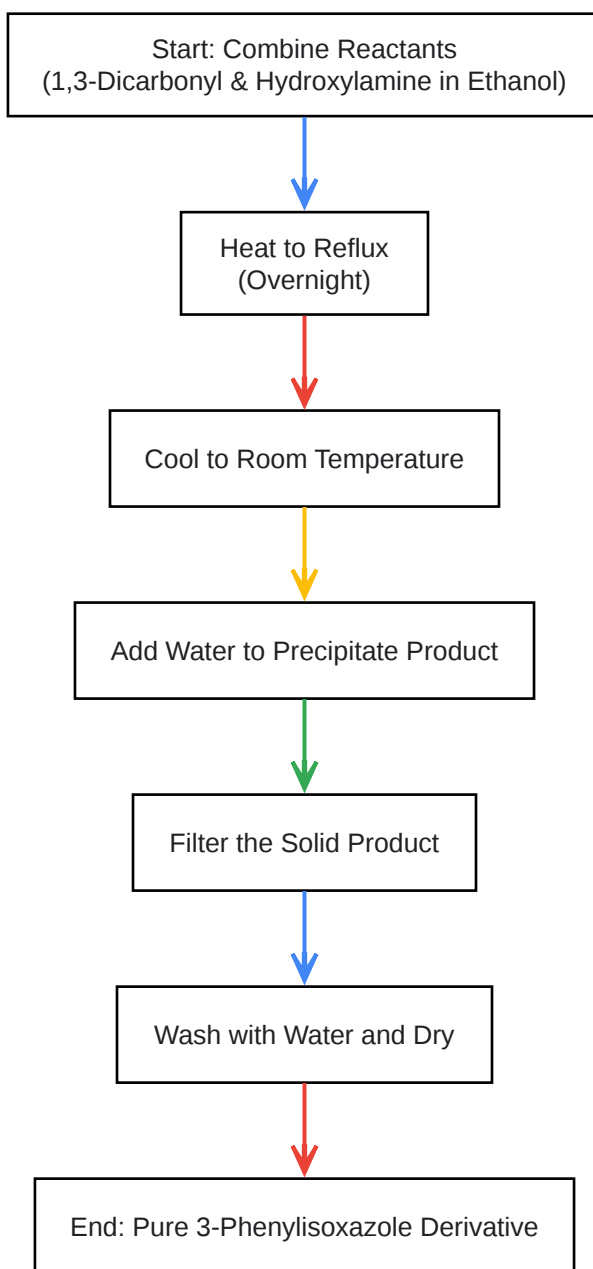 Start: Combine Reactants
(1,3-Dicarbonyl & Hydroxylamine in Ethanol)
Heat to Reflux
(Overnight)
Cool to Room Temperature
Add Water to Precipitate Product
Filter the Solid Product
Wash with Water and Dry
End: Pure 3-Phenylisoxazole Derivative